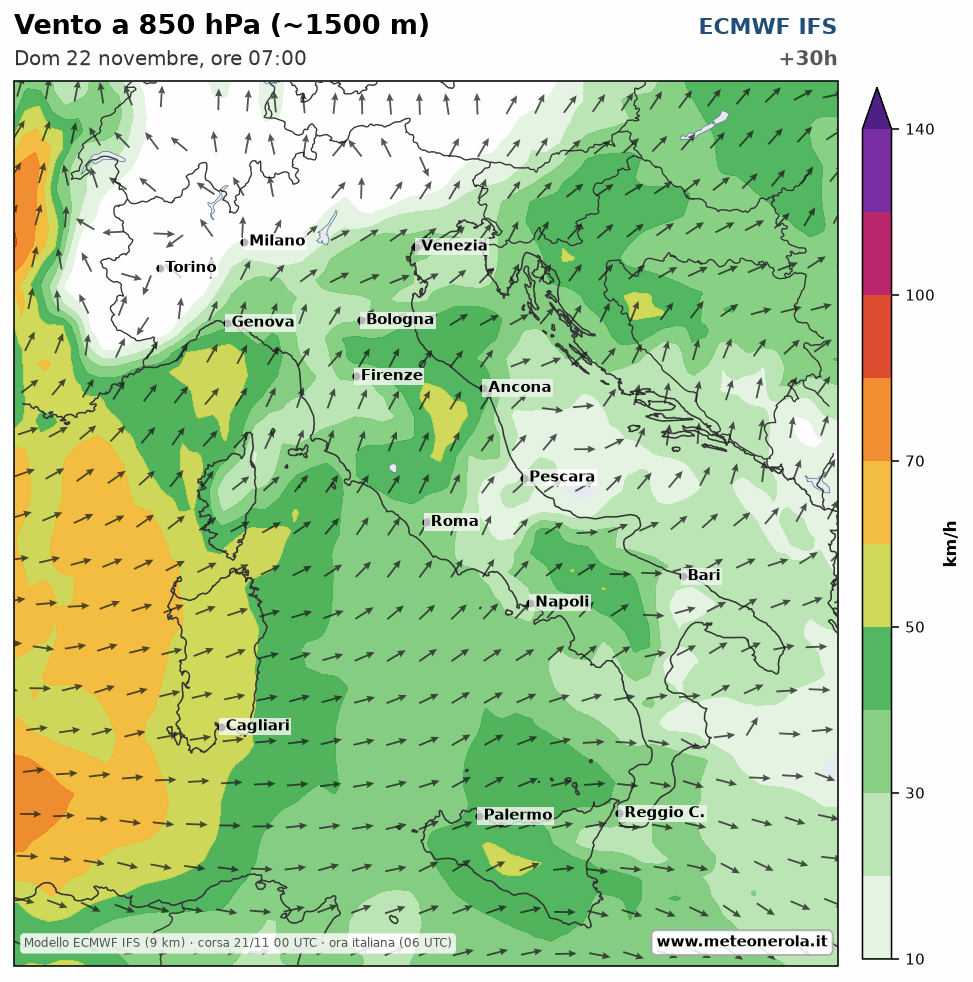 Vento a 850 hPa (~1500 m)
ECMWF IFS
Dom 22 novembre, ore 07:00
+30h
140
Milano
Venezia
Torino
100
Genova
Bologna
Firenze
Ancona
70
Pescara
Roma
km/h
Bari
Napoli
50
Cagliari
30
Palermo
Reggio C.
Modello ECMWF IFS (9 km) · corsa 21/11 00 UTC · ora italiana (06 UTC)
www.meteonerola.it
10